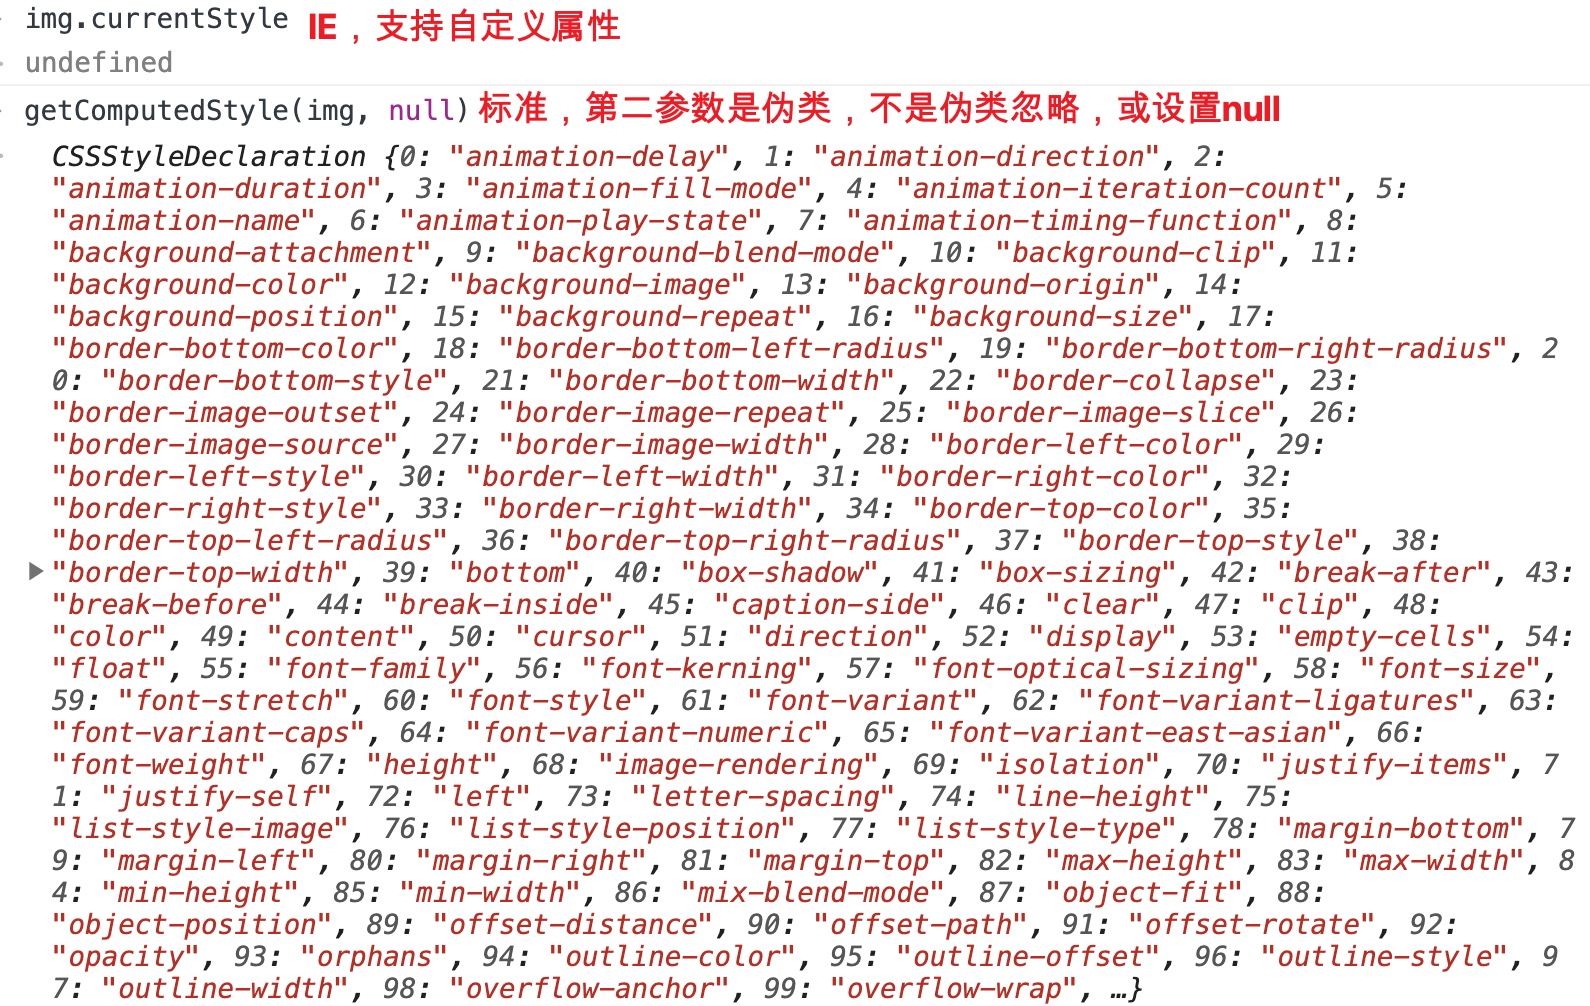 img.currentStyle IE，支持自定义属性
undefined
getComputedStyle(img, null) 标准，第二参数是伪类，不是伪类忽略，或设置null
CSSStyleDeclaration {0: "animation-delay", 1: "animation-direction", 2:
"animation-duration", 3: "animation-fill-mode", 4: "animation-iteration-count", 5:
"animation-name", 6: "animation-play-state", 7: "animation-timing-function", 8:
"background-attachment", 9: "background-blend-mode", 10: "background-clip", 11:
"background-color", 12: "background-image", 13: "background-origin", 14:
"background-position", 15: "background-repeat", 16: "background-size", 17:
"border-bottom-color", 18: "border-bottom-left-radius", 19: "border-bottom-right-radius", 2
0: "border-bottom-style", 21: "border-bottom-width", 22: "border-collapse", 23:
"border-image-outset", 24: "border-image-repeat", 25: "border-image-slice", 26:
"border-image-source", 27: "border-image-width", 28: "border-left-color", 29:
"border-left-style", 30: "border-left-width", 31: "border-right-color", 32:
"border-right-style", 33: "border-right-width", 34: "border-top-color", 35:
"border-top-left-radius", 36: "border-top-right-radius", 37: "border-top-style", 38:
"border-top-width", 39: "bottom", 40: "box-shadow", 41: "box-sizing", 42: "break-after", 43:
"break-before", 44: "break-inside", 45: "caption-side", 46: "clear", 47: "clip", 48:
"color", 49: "content", 50: "cursor", 51: "direction", 52: "display", 53: "empty-cells", 54:
"float", 55: "font-family", 56: "font-kerning", 57: "font-optical-sizing", 58: "font-size",
59: "font-stretch", 60: "font-style", 61: "font-variant", 62: "font-variant-ligatures", 63:
"font-variant-caps", 64: "font-variant-numeric", 65: "font-variant-east-asian", 66:
"font-weight", 67: "height", 68: "image-rendering", 69: "isolation", 70: "justify-items", 7
1: "justify-self", 72: "left", 73: "letter-spacing", 74: "line-height", 75:
"list-style-image", 76: "list-style-position", 77: "list-style-type", 78: "margin-bottom", 7
9: "margin-left", 80: "margin-right", 81: "margin-top", 82: "max-height", 83: "max-width", 8
4: "min-height", 85: "min-width", 86: "mix-blend-mode", 87: "object-fit", 88:
"object-position", 89: "offset-distance", 90: "offset-path", 91: "offset-rotate", 92:
"opacity", 93: "orphans", 94: "outline-color", 95: "outline-offset", 96: "outline-style", 9
7: "outline-width", 98: "overflow-anchor", 99: "overflow-wrap", …}